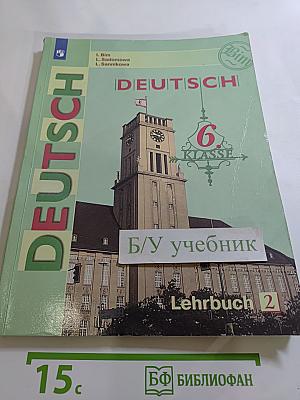 I. Bim
L. Sadomowa
L. Sannikowa
DEUTSCH
DEUTSCH
6.
KLASSE
Б/У учебник
Lehrbuch 2
15с
БФ БИБЛИОФАН